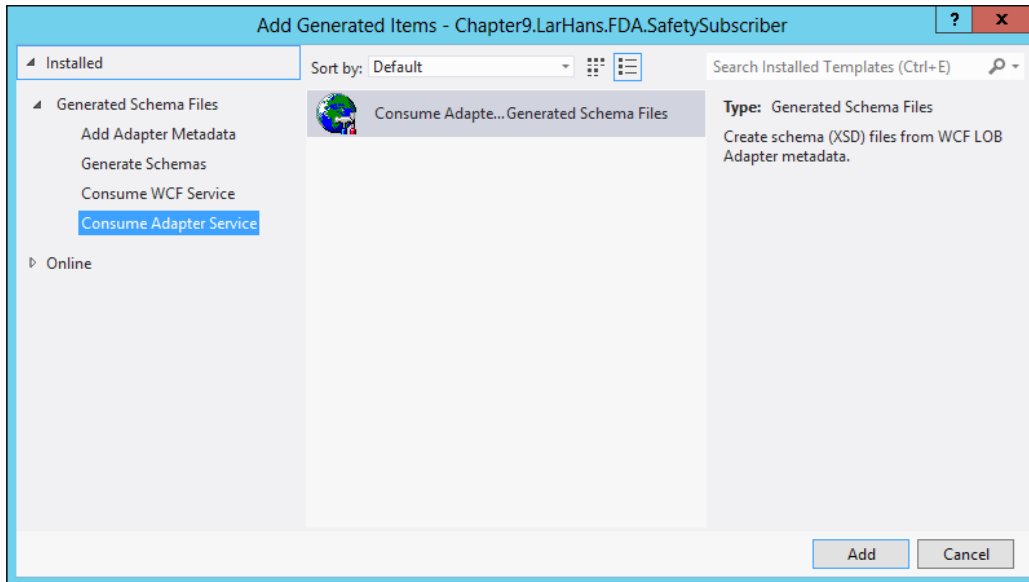 Add Generated Items - Chapter9.LarHans.FDA.SafetySubscriber
? x
Installed
Sort by: Default
Search Installed Templates (Ctrl+E)
Generated Schema Files
Add Adapter Metadata
Generate Schemas
Consume WCF Service
Consume Adapter Service
Online
Consume Adapte... Generated Schema Files
Type: Generated Schema Files
Create schema (XSD) files from WCF LOB
Adapter metadata.
Add
Cancel